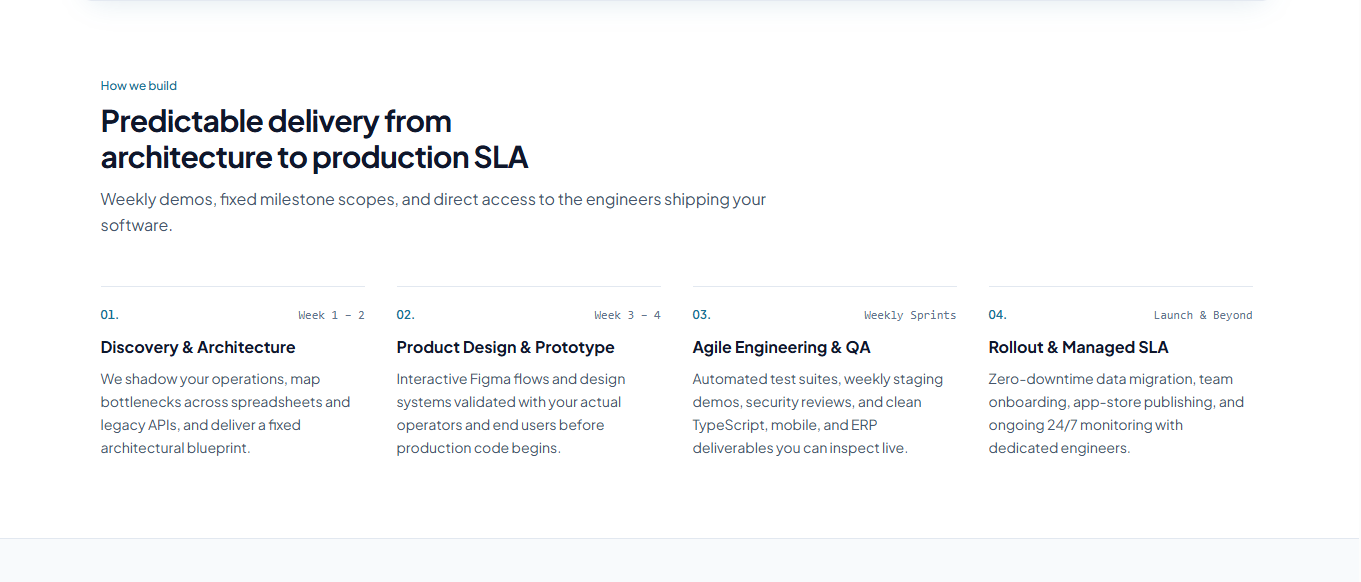 How we build
Predictable delivery from
architecture to production SLA
Weekly demos, fixed milestone scopes, and direct access to the engineers shipping your
software.
01.
Week 1 – 2
Discovery & Architecture
We shadow your operations, map
bottlenecks across spreadsheets and
legacy APIs, and deliver a fixed
architectural blueprint.
02.
Week 3 – 4
Product Design & Prototype
Interactive Figma flows and design
systems validated with your actual
operators and end users before
production code begins.
03.
Weekly Sprints
Agile Engineering & QA
Automated test suites, weekly staging
demos, security reviews, and clean
TypeScript, mobile, and ERP
deliverables you can inspect live.
04.
Launch & Beyond
Rollout & Managed SLA
Zero-downtime data migration, team
onboarding, app-store publishing, and
ongoing 24/7 monitoring with
dedicated engineers.